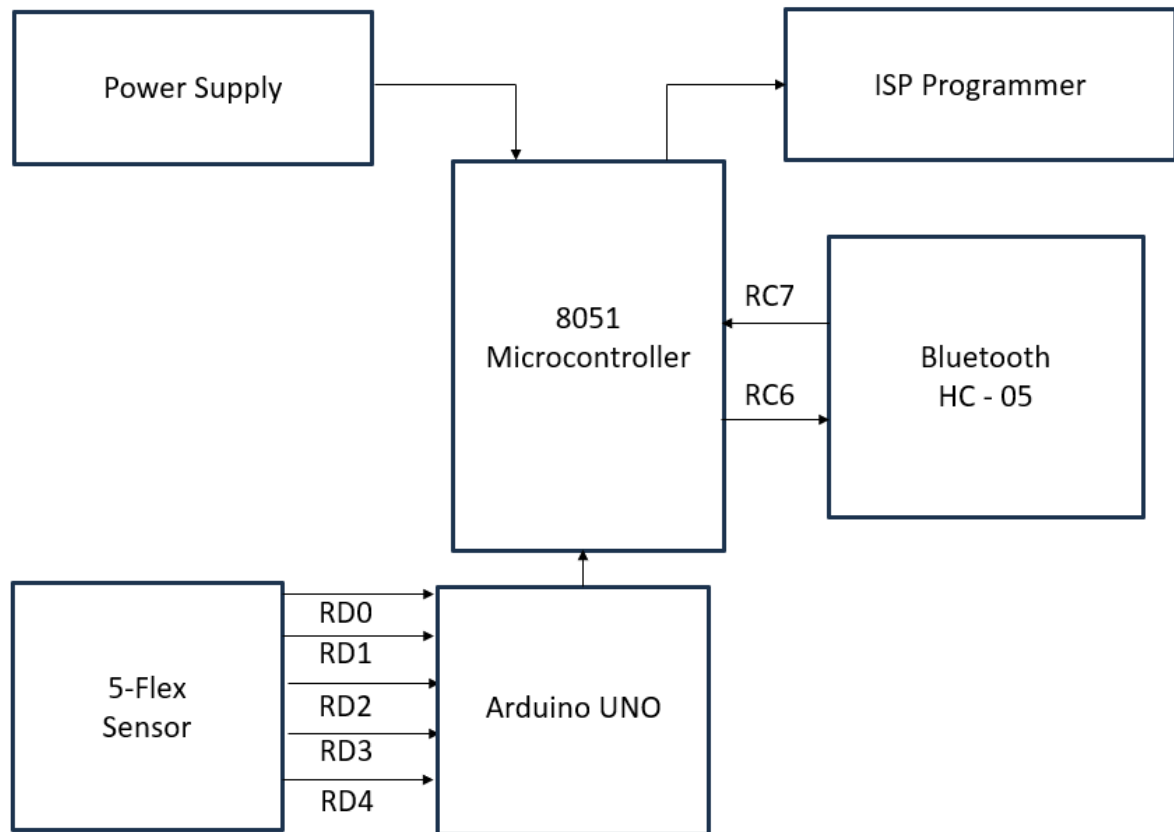 Power Supply
ISP Programmer
8051
Microcontroller
RC7
RC6
Bluetooth
HC - 05
5-Flex
Sensor
RD0
RD1
RD2
RD3
RD4
Arduino UNO